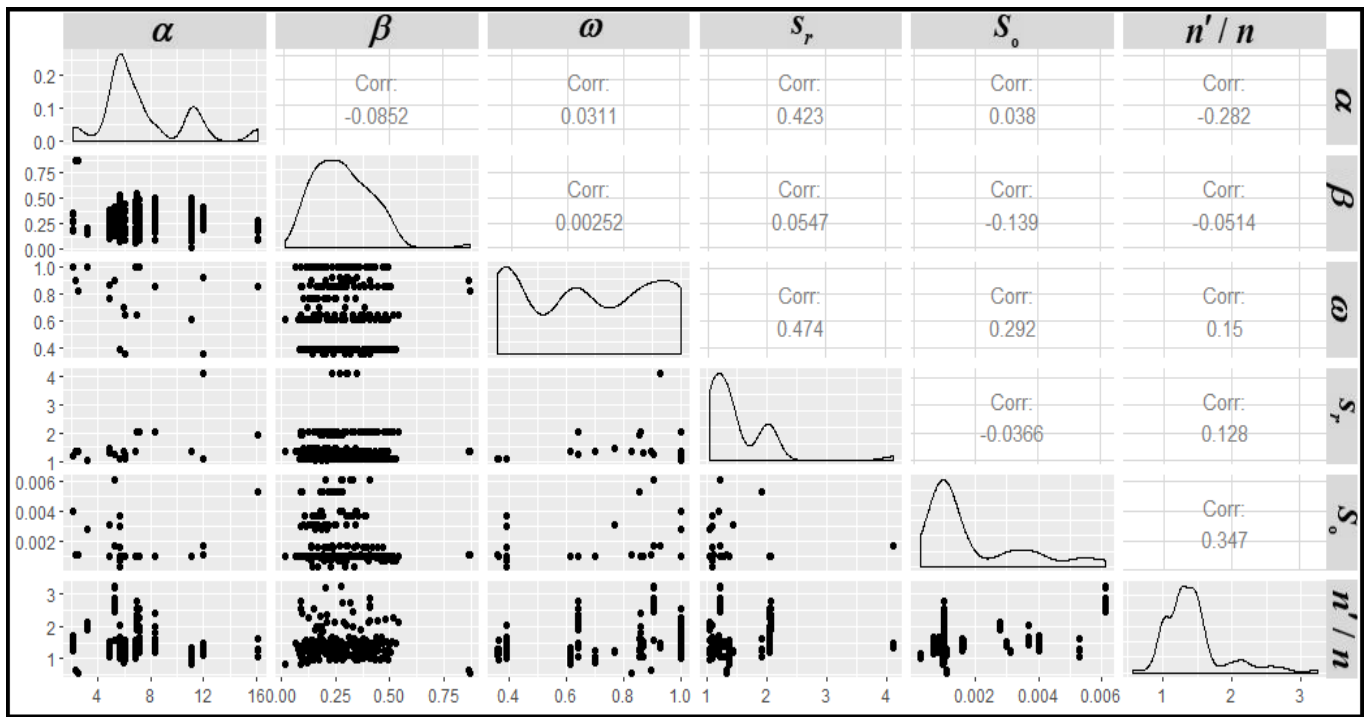 α β ω s_r S_o n′ / n
0.2 Corr: Corr: Corr: Corr: Corr: α
0.1 -0.0852 0.0311 0.423 0.038 -0.282
0.0
0.75 Corr: Corr: Corr: Corr: β
0.50 0.00252 0.0547 -0.139 -0.0514
0.25
0.00
1.0 Corr: Corr: Corr: ω
0.8 0.474 0.292 0.15
0.6
0.4
4 Corr: Corr: s_r
3 -0.0366 0.128
2
1
0.006 Corr: S_o
0.004 0.347
0.002
3 n′ / n
2
1
4 8 12 16 0.00 0.25 0.50 0.75 0.4 0.6 0.8 1.0 1 2 3 4 0.002 0.004 0.006 1 2 3